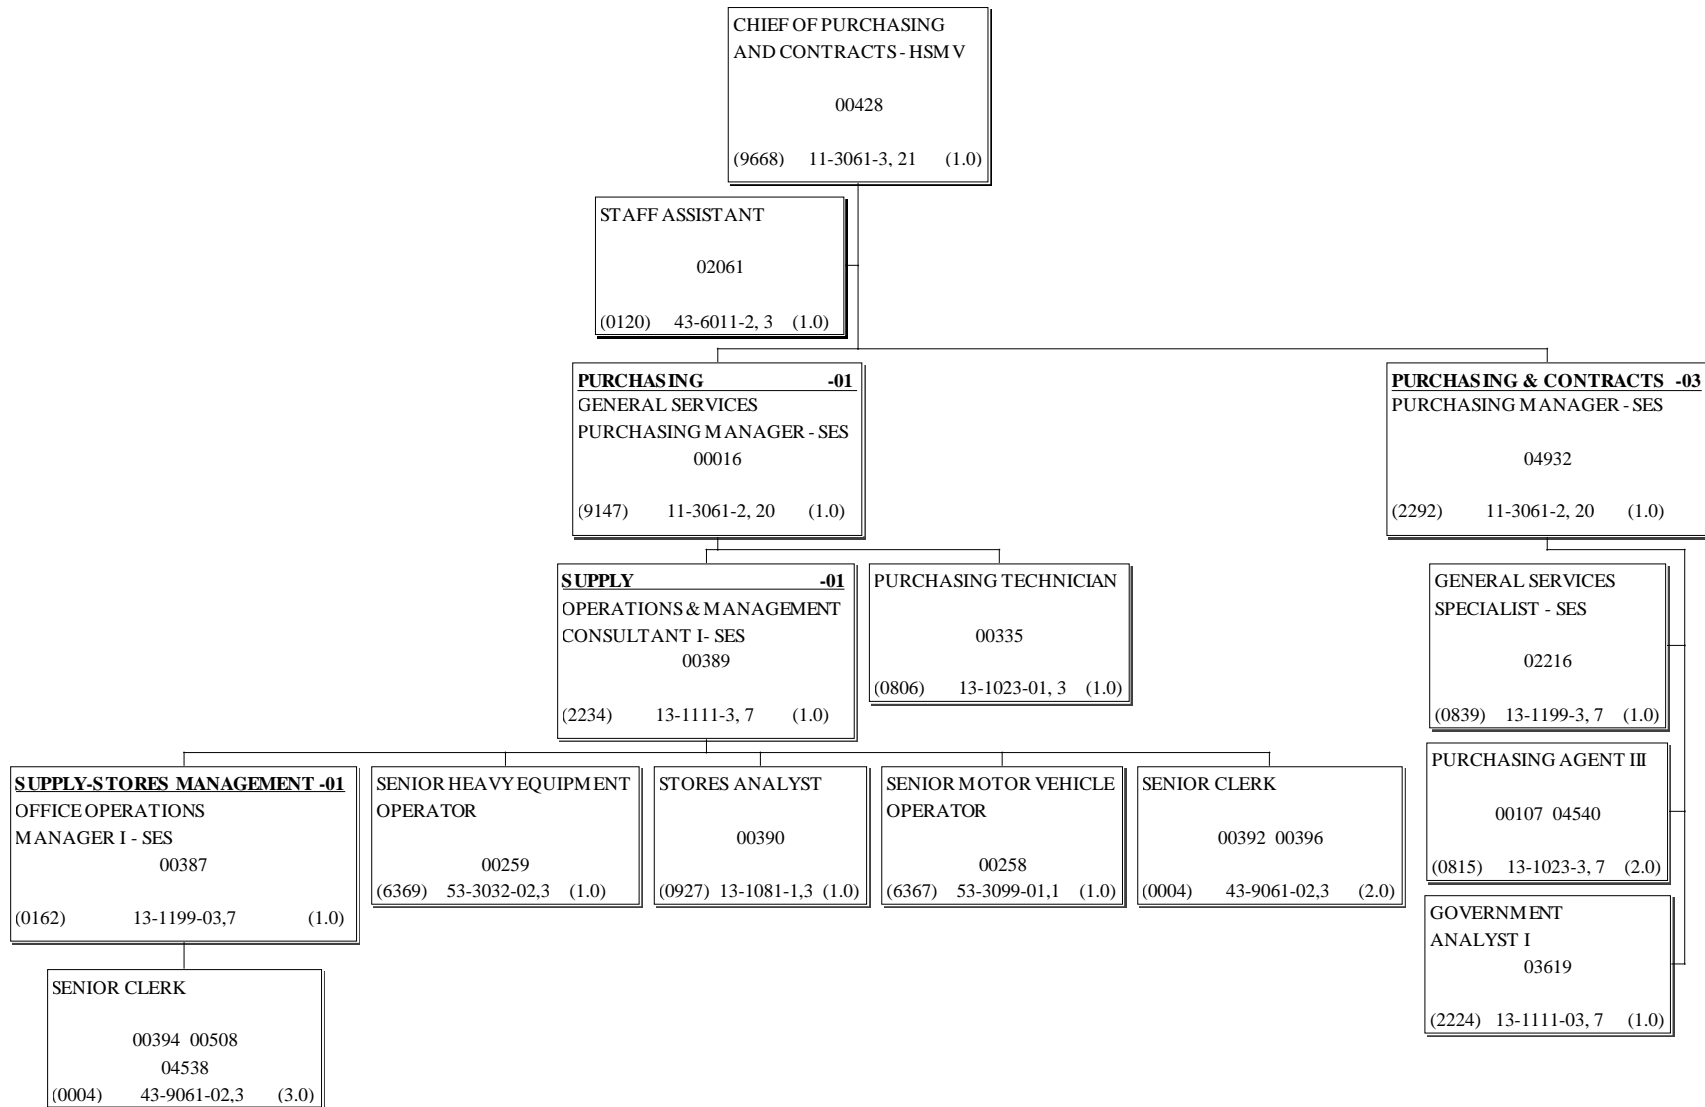 CHIEF OF PURCHASING
AND CONTRACTS - HSMV
00428
(9668) 11-3061-3, 21 (1.0)
STAFF ASSISTANT
02061
(0120) 43-6011-2, 3 (1.0)
PURCHASING -01
GENERAL SERVICES
PURCHASING MANAGER - SES
00016
(9147) 11-3061-2, 20 (1.0)
PURCHASING & CONTRACTS -03
PURCHASING MANAGER - SES
04932
(2292) 11-3061-2, 20 (1.0)
SUPPLY -01
OPERATIONS & MANAGEMENT
CONSULTANT I- SES
00389
(2234) 13-1111-3, 7 (1.0)
PURCHASING TECHNICIAN
00335
(0806) 13-1023-01, 3 (1.0)
GENERAL SERVICES
SPECIALIST - SES
02216
(0839) 13-1199-3, 7 (1.0)
PURCHASING AGENT III
00107 04540
(0815) 13-1023-3, 7 (2.0)
GOVERNMENT
ANALYST I
03619
(2224) 13-1111-03, 7 (1.0)
SUPPLY-STORES MANAGEMENT -01
OFFICE OPERATIONS
MANAGER I - SES
00387
(0162) 13-1199-03,7 (1.0)
SENIOR HEAVY EQUIPMENT
OPERATOR
00259
(6369) 53-3032-02,3 (1.0)
STORES ANALYST
00390
(0927) 13-1081-1,3 (1.0)
SENIOR MOTOR VEHICLE
OPERATOR
00258
(6367) 53-3099-01,1 (1.0)
SENIOR CLERK
00392 00396
(0004) 43-9061-02,3 (2.0)
SENIOR CLERK
00394 00508
04538
(0004) 43-9061-02,3 (3.0)